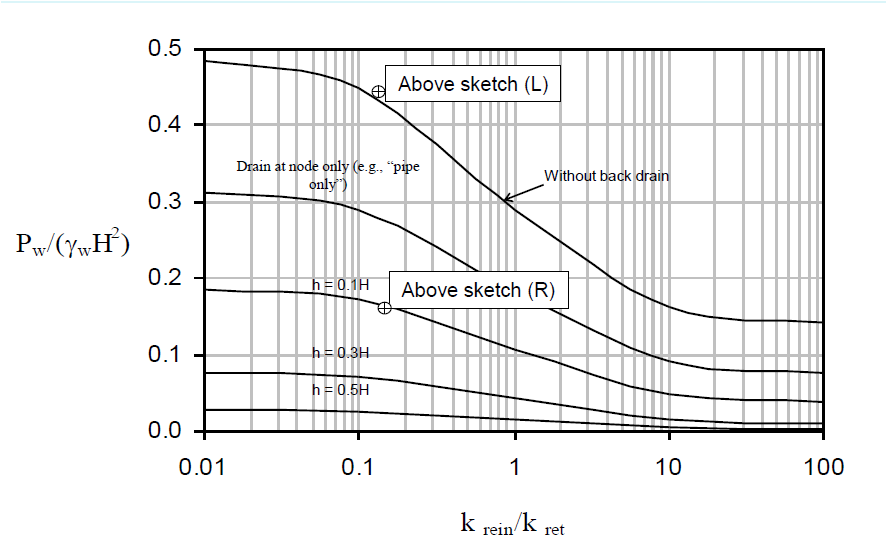 0.5
Above sketch (L)
0.4
Drain at node only (e.g., “pipe
only”)
Without back drain
0.3
Pw/(γwH²)
0.2
h = 0.1H
Above sketch (R)
0.1
h = 0.3H
h = 0.5H
0.0
0.01 0.1 1 10 100
k rein/k ret